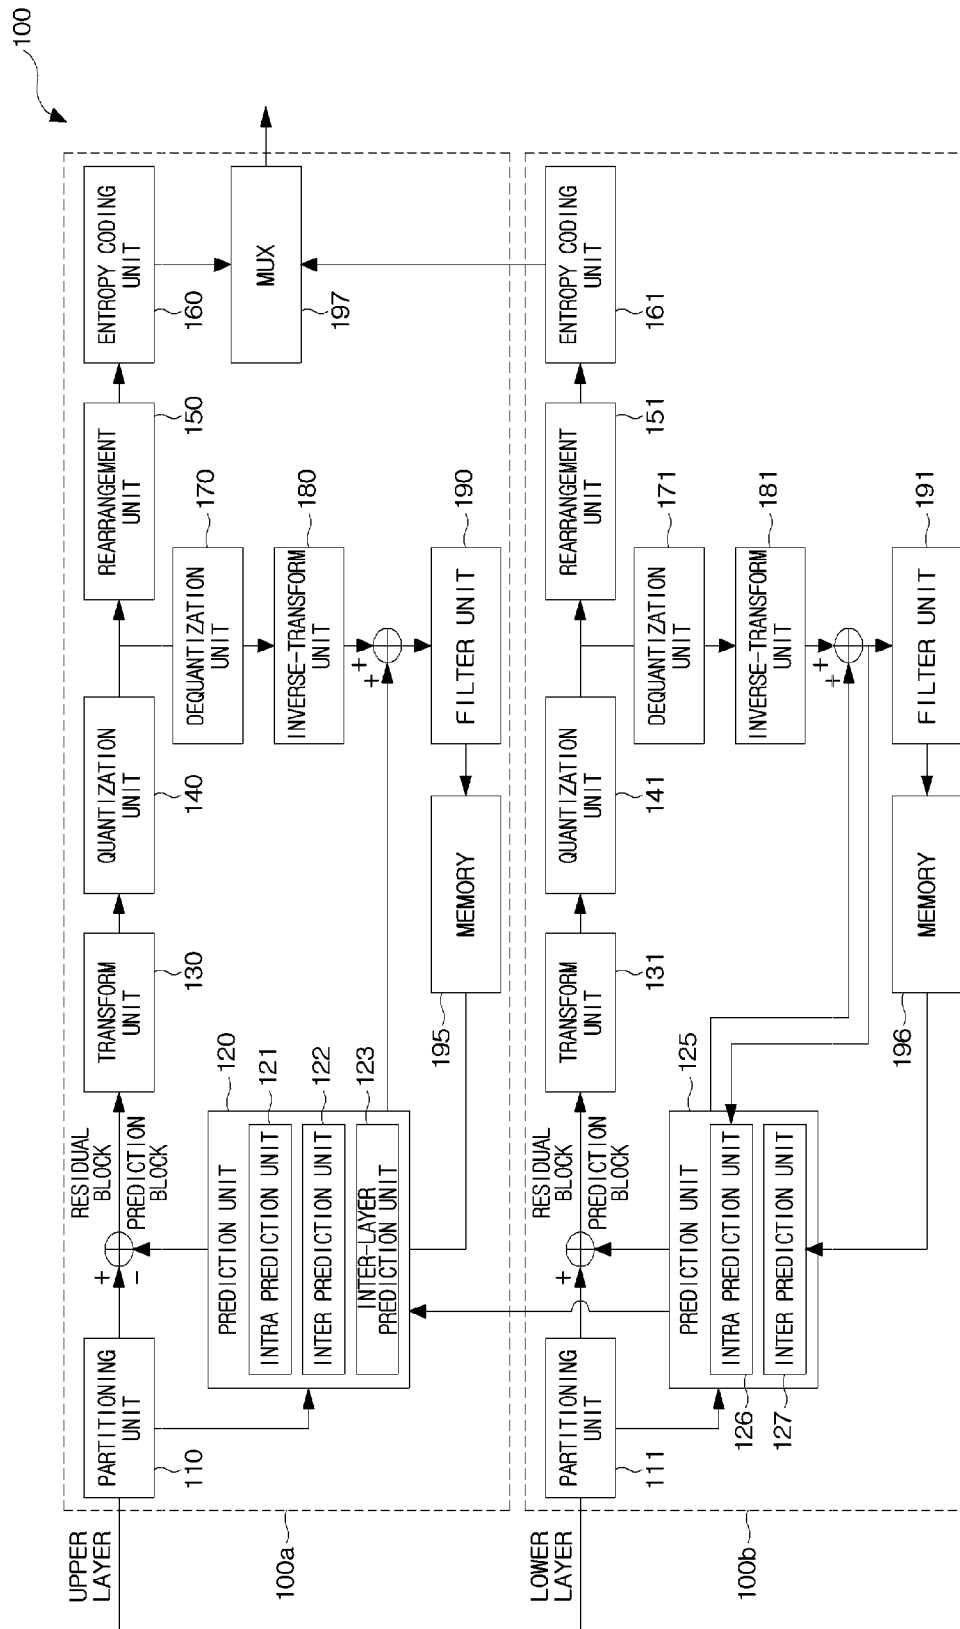 100
UPPER
LAYER
PARTITIONING
UNIT
110
+
-
RESIDUAL
BLOCK
PREDICTION
BLOCK
TRANSFORM
UNIT
130
QUANTIZATION
UNIT
140
REARRANGEMENT
UNIT
150
ENTROPY CODING
UNIT
160
PREDICTION UNIT
120
INTRA PREDICTION UNIT
121
INTER PREDICTION UNIT
122
INTER-LAYER
PREDICTION UNIT
123
DEQUANTIZATION
UNIT
170
INVERSE-TRANSFORM
UNIT
180
+
+
FILTER UNIT
190
MEMORY
195
MUX
197
100a
LOWER
LAYER
PARTITIONING
UNIT
111
+
RESIDUAL
BLOCK
PREDICTION
BLOCK
TRANSFORM
UNIT
131
QUANTIZATION
UNIT
141
REARRANGEMENT
UNIT
151
ENTROPY CODING
UNIT
161
PREDICTION UNIT
125
INTRA PREDICTION UNIT
126
INTER PREDICTION UNIT
127
DEQUANTIZATION
UNIT
171
INVERSE-TRANSFORM
UNIT
181
+
+
FILTER UNIT
191
MEMORY
196
100b